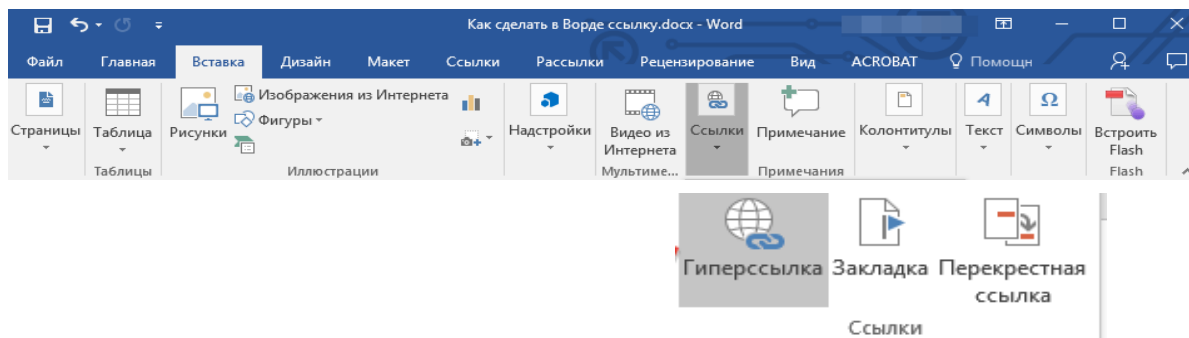 Как сделать в Ворде ссылку.docx - Word
Файл Главная Вставка Дизайн Макет Ссылки Рассылки Рецензирование Вид ACROBAT Помощн
Страницы Таблица Рисунки Изображения из Интернета Фигуры Надстройки Видео из Интернета Ссылки Примечание Колонтитулы Текст Символы Встроить Flash
Таблицы Иллюстрации Мультиме... Примечания Flash
Гиперссылка Закладка Перекрестная
ссылка
Ссылки